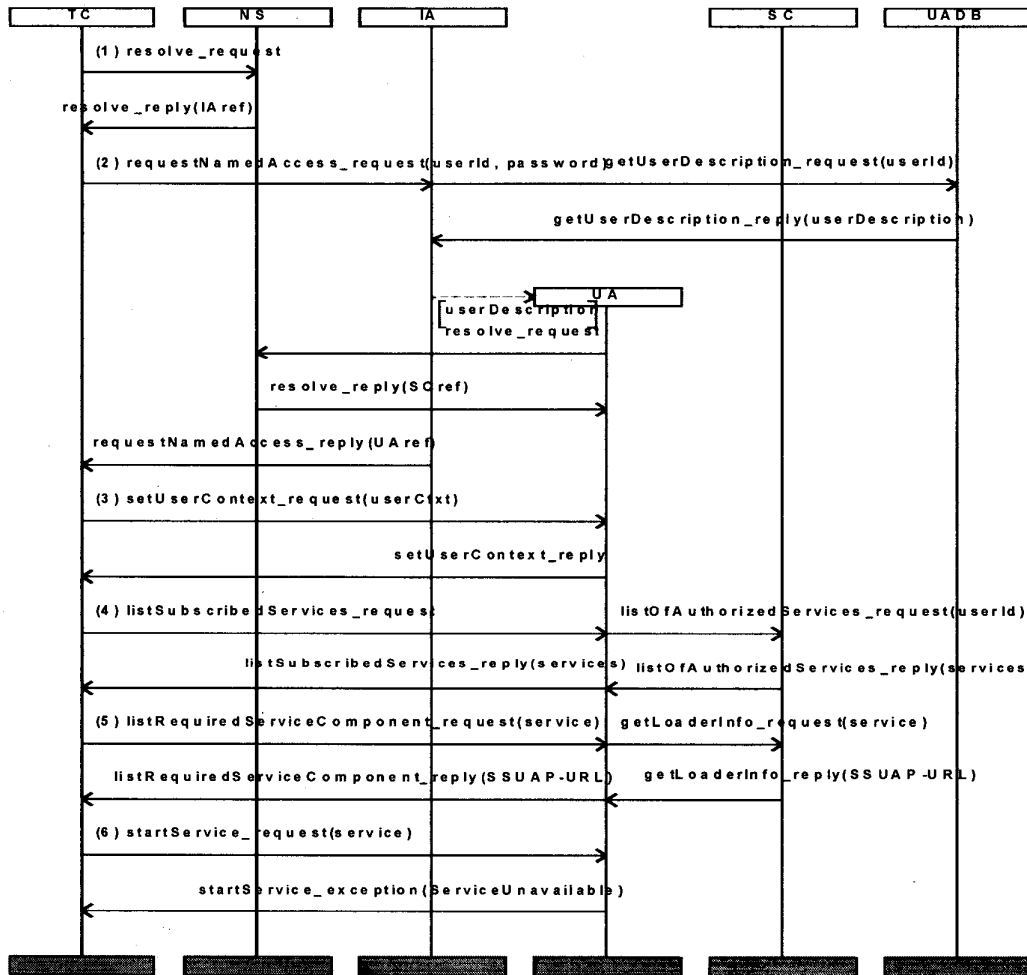 TC NS IA SC UADB
(1) resolve_request
resolve_reply(IAref)
(2) requestNamedAccess_request(userId, password) getUserDescription_request(userId)
getUserDescription_reply(userDescription)
UA
userDescription
resolve_request
resolve_reply(SCref)
requestNamedAccess_reply(UAref)
(3) setUserContext_request(userCtxt)
setUserContext_reply
(4) listSubscribedServices_request listOfAuthorizedServices_request(userId)
listSubscribedServices_reply(services) listOfAuthorizedServices_reply(services
(5) listRequiredServiceComponent_request(service) getLoaderInfo_request(service)
listRequiredServiceComponent_reply(SSUAP-URL) getLoaderInfo_reply(SSUAP-URL)
(6) startService_request(service)
startService_exception(ServiceUnavailable)